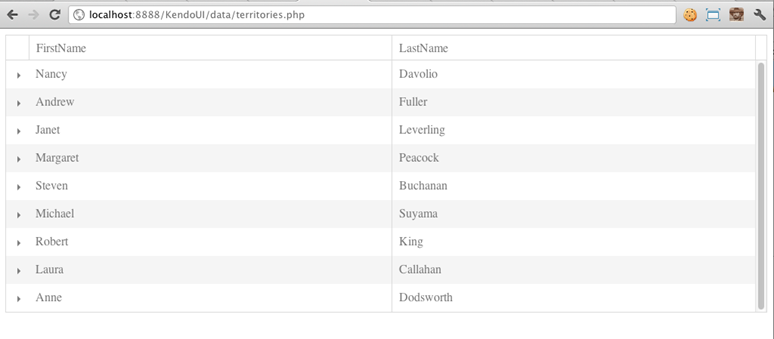 localhost:8888/KendoUI/data/territories.php
FirstName LastName
Nancy Davolio
Andrew Fuller
Janet Leverling
Margaret Peacock
Steven Buchanan
Michael Suyama
Robert King
Laura Callahan
Anne Dodsworth